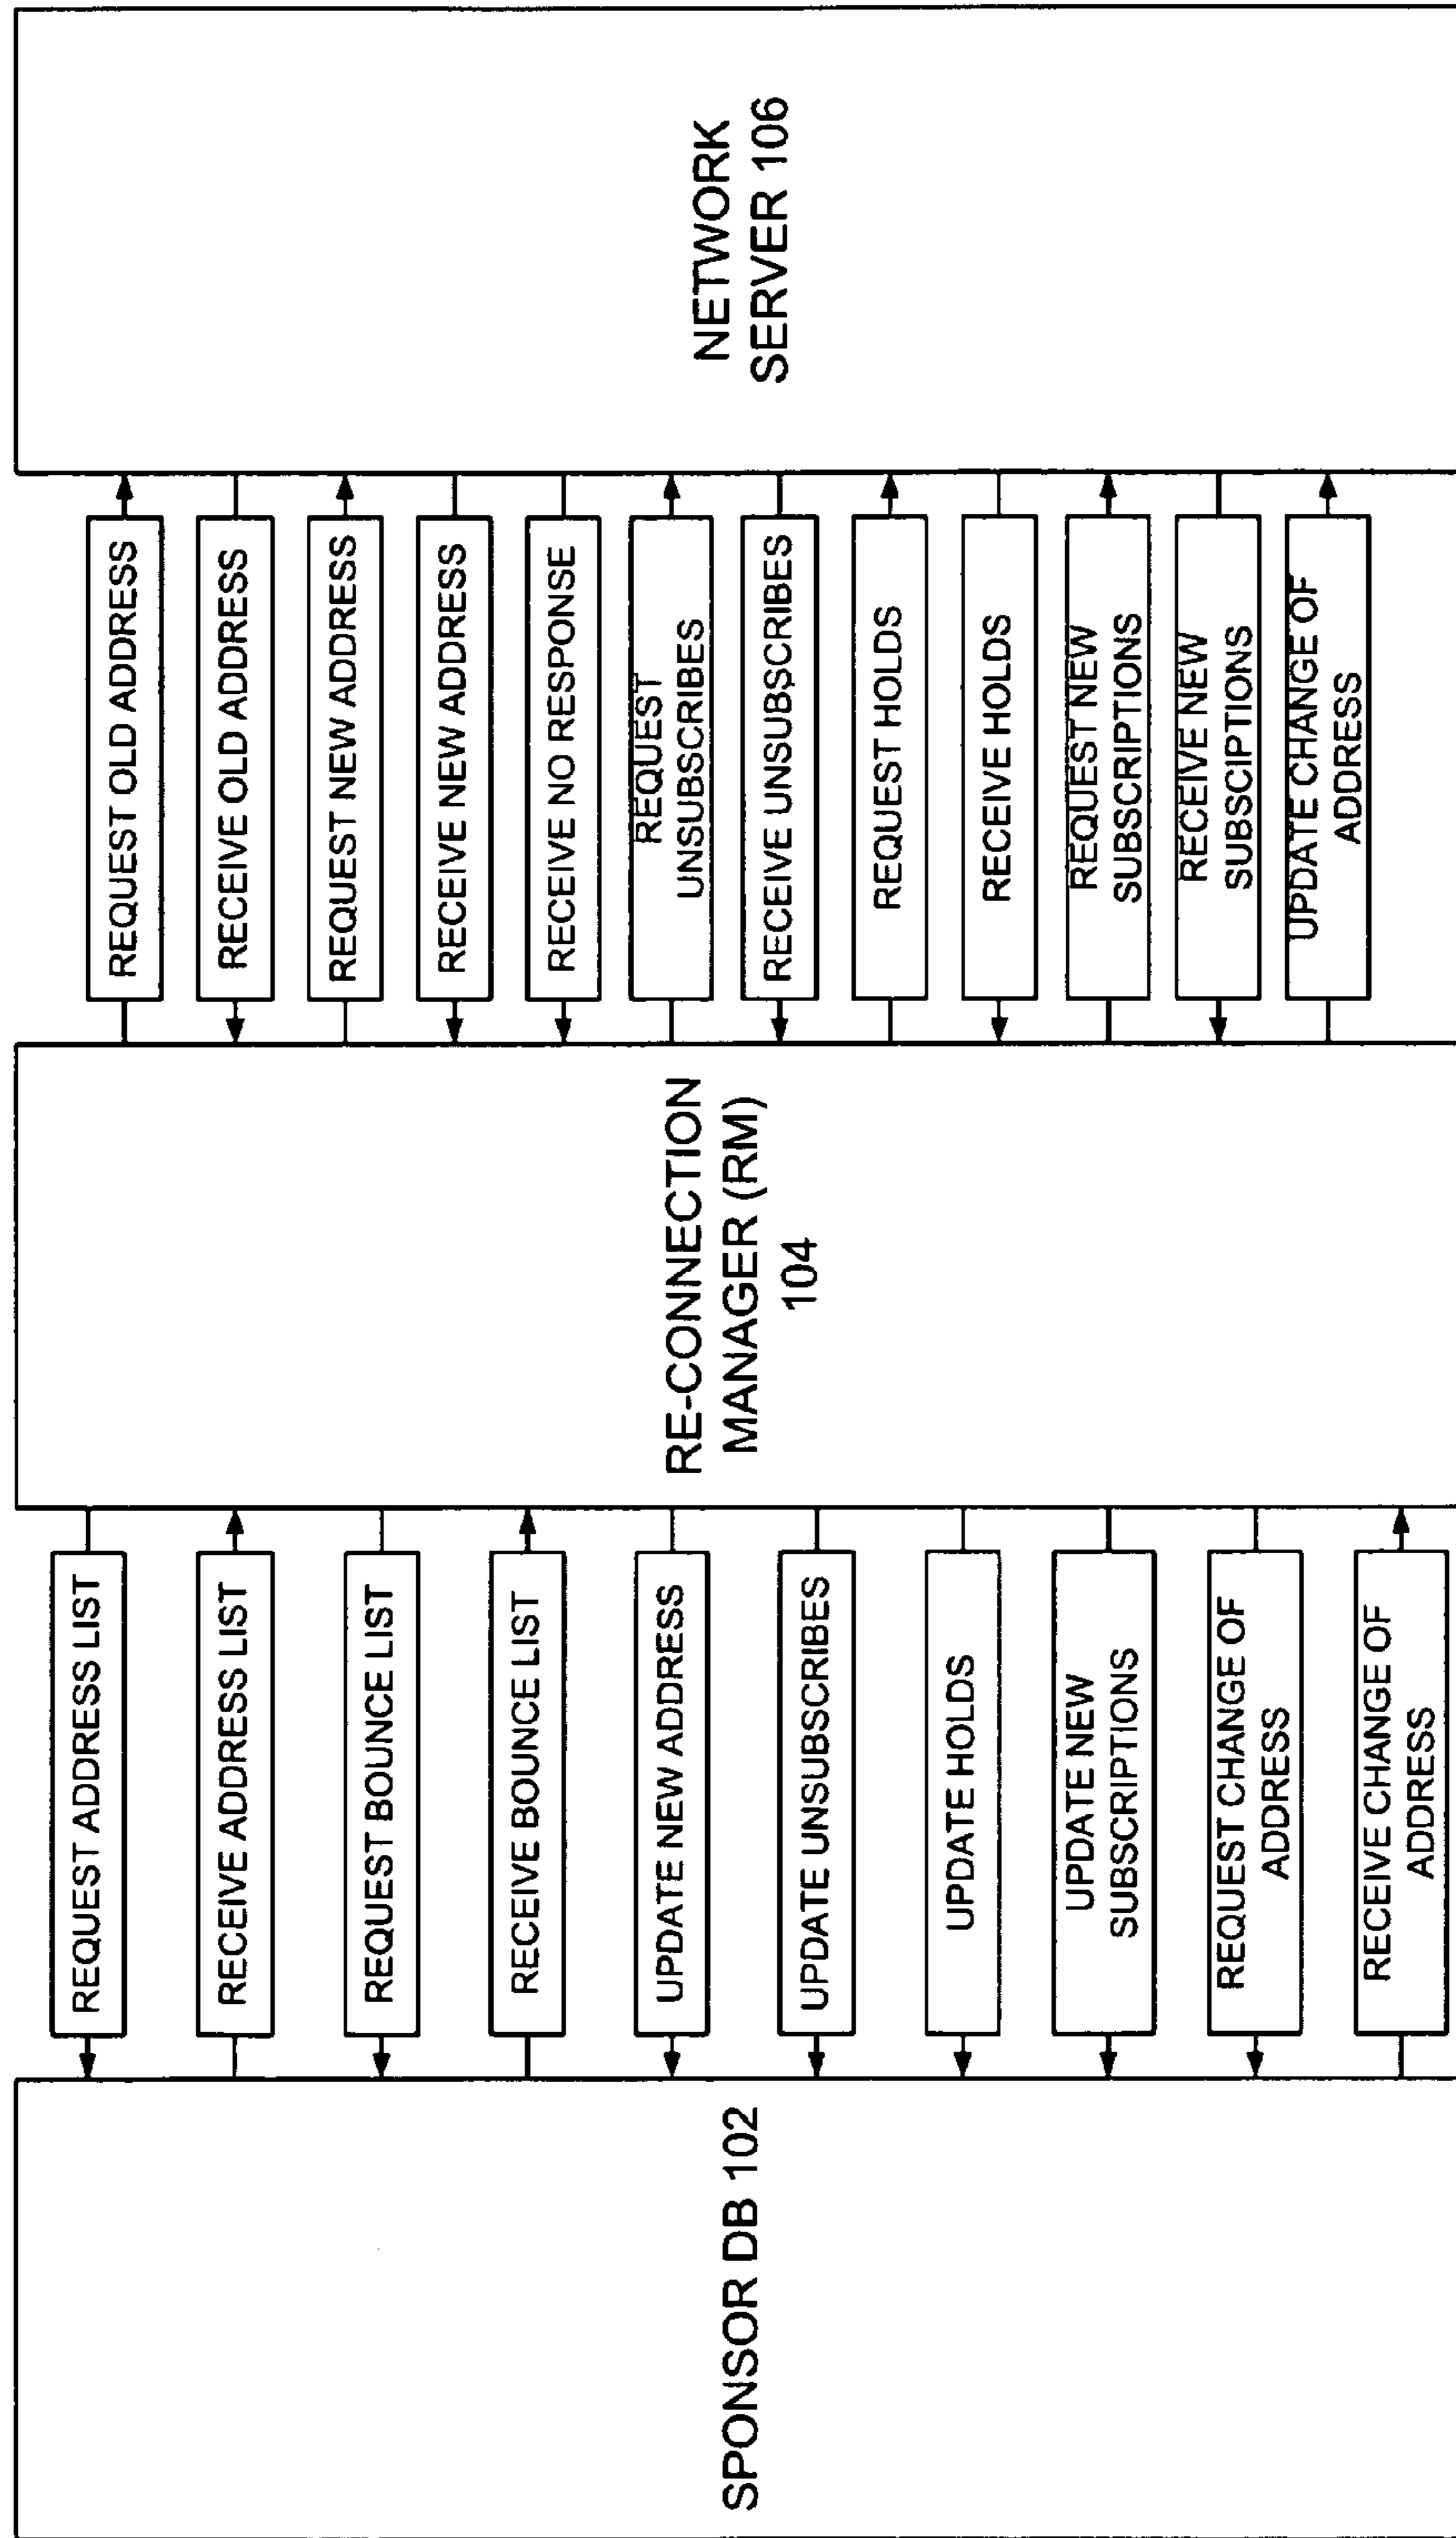 SPONSOR DB 102
REQUEST ADDRESS LIST
RECEIVE ADDRESS LIST
REQUEST BOUNCE LIST
RECEIVE BOUNCE LIST
UPDATE NEW ADDRESS
UPDATE UNSUBSCRIBES
UPDATE HOLDS
UPDATE NEW
SUBSCRIPTIONS
REQUEST CHANGE OF
ADDRESS
RECEIVE CHANGE OF
ADDRESS
RE-CONNECTION
MANAGER (RM)
104
REQUEST OLD ADDRESS
RECEIVE OLD ADDRESS
REQUEST NEW ADDRESS
RECEIVE NEW ADDRESS
RECEIVE NO RESPONSE
REQUEST
UNSUBSCRIBES
RECEIVE UNSUBSCRIBES
REQUEST HOLDS
RECEIVE HOLDS
REQUEST NEW
SUBSCRIPTIONS
RECEIVE NEW
SUBSCIPTIONS
UPDATE CHANGE OF
ADDRESS
NETWORK
SERVER 106